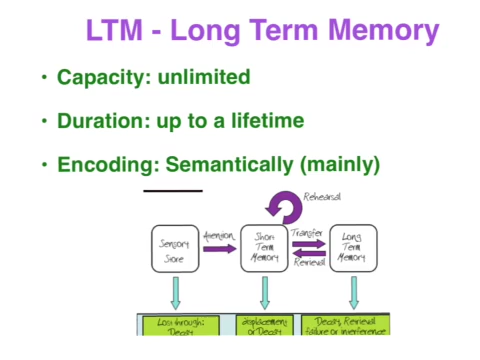 LTM - Long Term Memory
• Capacity: unlimited
• Duration: up to a lifetime
• Encoding: Semantically (mainly)
Rehearsal
Sensory
Store
Attention
Short
Term
Memory
Transfer
Retrieval
Long
Term
Memory
Loss through:
Decay
Displacement
or Decay
Decay, Retrieval
failure or interference